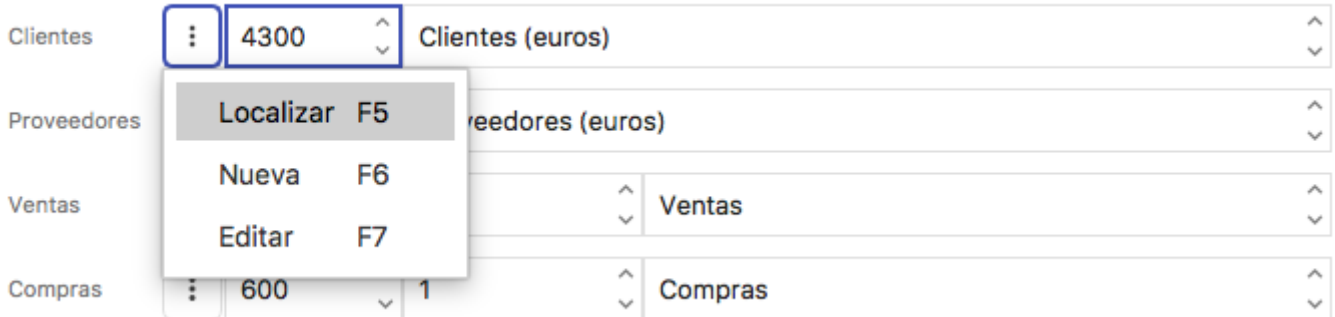 Clientes 4300 Clientes (euros)
Localizar F5
Proveedores veedores (euros)
Nueva F6
Ventas Ventas
Editar F7
Compras 600 1 Compras